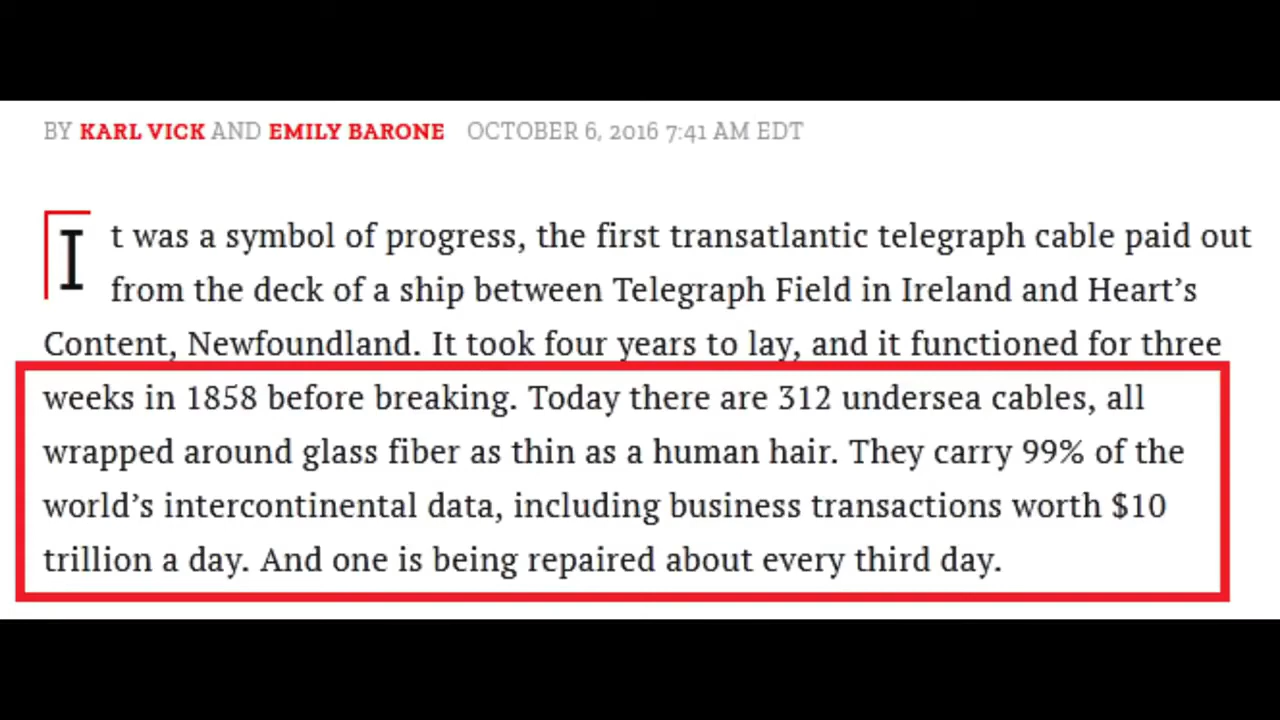 BY KARL VICK AND EMILY BARONE OCTOBER 6, 2016 7:41 AM EDT
It was a symbol of progress, the first transatlantic telegraph cable paid out
from the deck of a ship between Telegraph Field in Ireland and Heart’s
Content, Newfoundland. It took four years to lay, and it functioned for three
weeks in 1858 before breaking. Today there are 312 undersea cables, all
wrapped around glass fiber as thin as a human hair. They carry 99% of the
world’s intercontinental data, including business transactions worth $10
trillion a day. And one is being repaired about every third day.